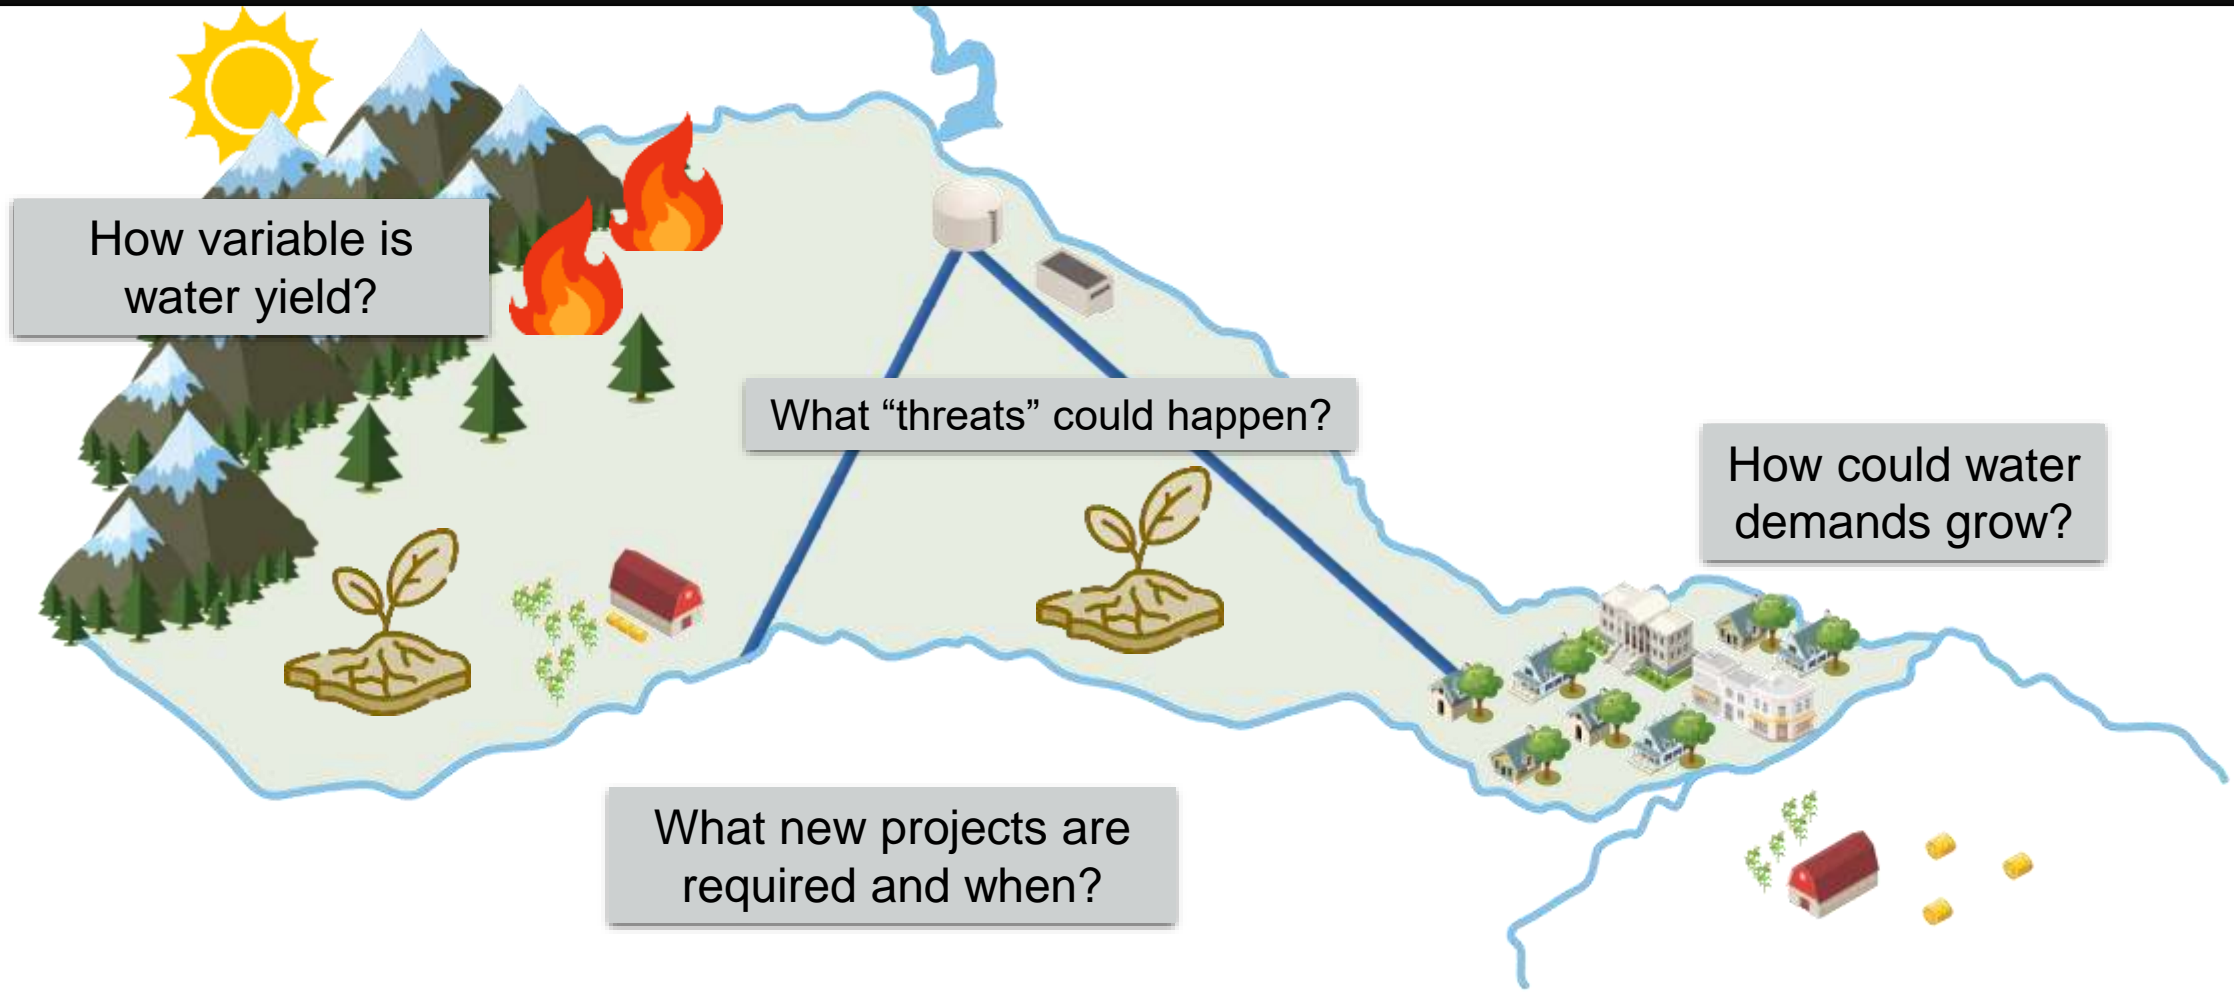 How variable is
water yield?
What “threats” could happen?
How could water
demands grow?
What new projects are
required and when?